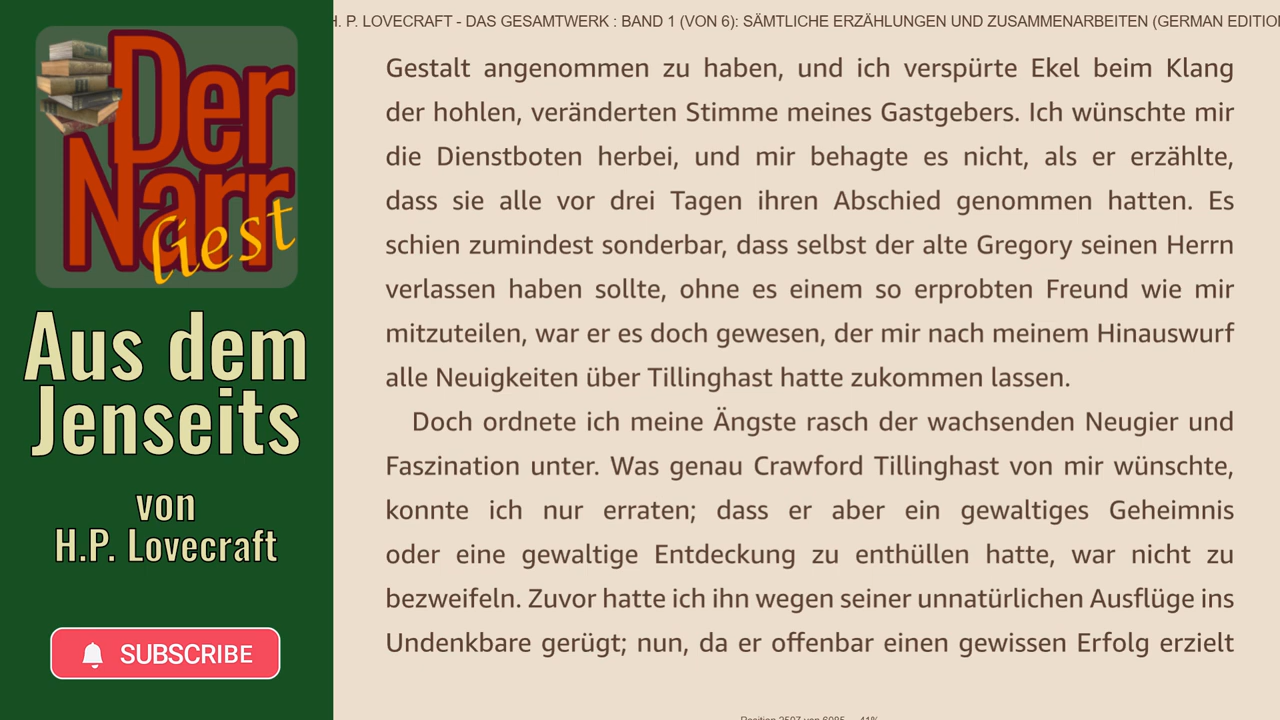 Der
Narr
liest
Aus dem
Jenseits
von
H.P. Lovecraft
SUBSCRIBE
H. P. LOVECRAFT - DAS GESAMTWERK : BAND 1 (VON 6): SÄMTLICHE ERZÄHLUNGEN UND ZUSAMMENARBEITEN (GERMAN EDITIO
Gestalt angenommen zu haben, und ich verspürte Ekel beim Klang
der hohlen, veränderten Stimme meines Gastgebers. Ich wünschte mir
die Dienstboten herbei, und mir behagte es nicht, als er erzählte,
dass sie alle vor drei Tagen ihren Abschied genommen hatten. Es
schien zumindest sonderbar, dass selbst der alte Gregory seinen Herrn
verlassen haben sollte, ohne es einem so erprobten Freund wie mir
mitzuteilen, war er es doch gewesen, der mir nach meinem Hinauswurf
alle Neuigkeiten über Tillinghast hatte zukommen lassen.
Doch ordnete ich meine Ängste rasch der wachsenden Neugier und
Faszination unter. Was genau Crawford Tillinghast von mir wünschte,
konnte ich nur erraten; dass er aber ein gewaltiges Geheimnis
oder eine gewaltige Entdeckung zu enthüllen hatte, war nicht zu
bezweifeln. Zuvor hatte ich ihn wegen seiner unnatürlichen Ausflüge ins
Undenkbare gerügt; nun, da er offenbar einen gewissen Erfolg erzielt